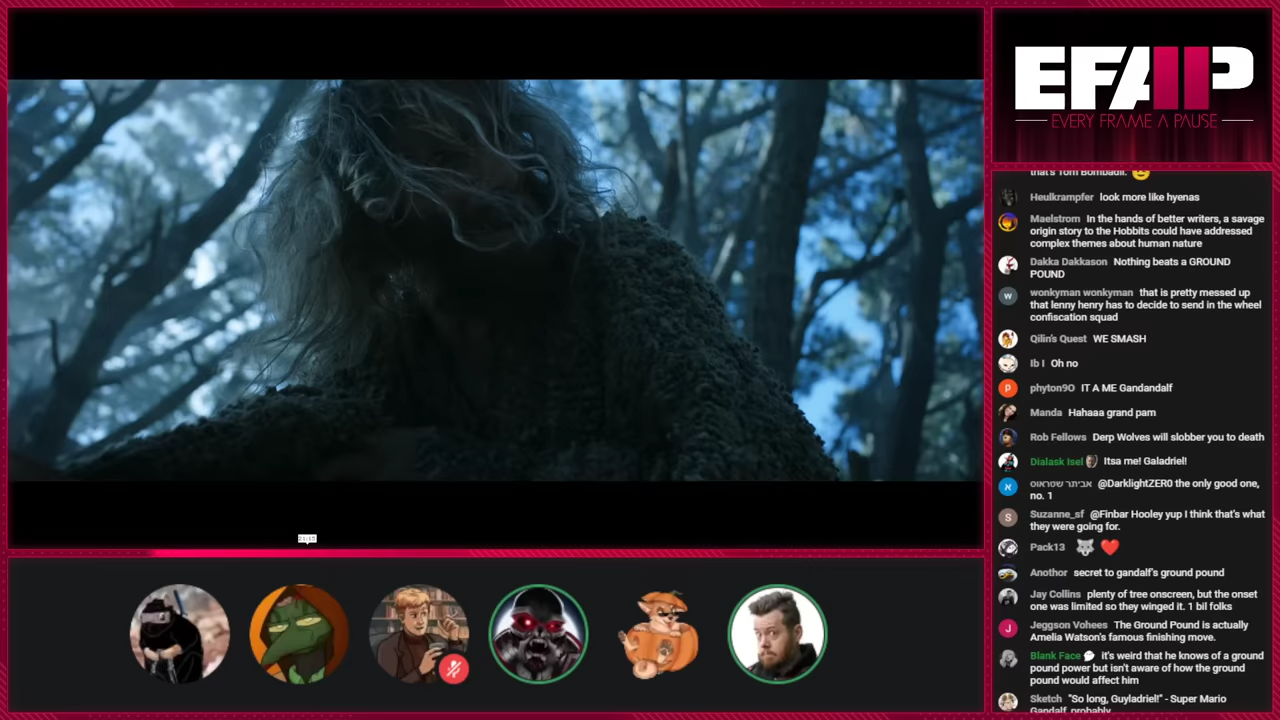 EFAP
EVERY FRAME A PAUSE
that's Tom Bombadil.
Heulkrampfer look more like hyenas
Maelstrom In the hands of better writers, a savage
origin story to the Hobbits could have addressed
complex themes about human nature
Dakka Dakkason Nothing beats a GROUND
POUND
W
wonkyman wonkyman that is pretty messed up
that lenny henry has to decide to send in the wheel
confiscation squad
Qilin's Quest WE SMASH
Ib I Oh no
P
phyton90 IT A ME Gandandalf
Manda Hahaaa grand pam
Rob Fellows Derp Wolves will slobber you to death
Dialask Isel Itsa me! Galadriel!
א
אביתר שטראוס @DarklightZER0 the only good one,
no. 1
S
Suzanne_sf @Finbar Hooley yup I think that's what
they were going for.
Pack13 🐺 ❤️
Anothor secret to gandalf's ground pound
Jay Collins plenty of tree onscreen, but the onset
one was limited so they winged it. 1 bil folks
J
Jeggson Vohees The Ground Pound is actually
Amelia Watson's famous finishing move.
Blank Face it's weird that he knows of a ground
pound power but isn't aware of how the ground
pound would affect him
Sketch "So long, Guyladriel!" - Super Mario
Gandalf, probably